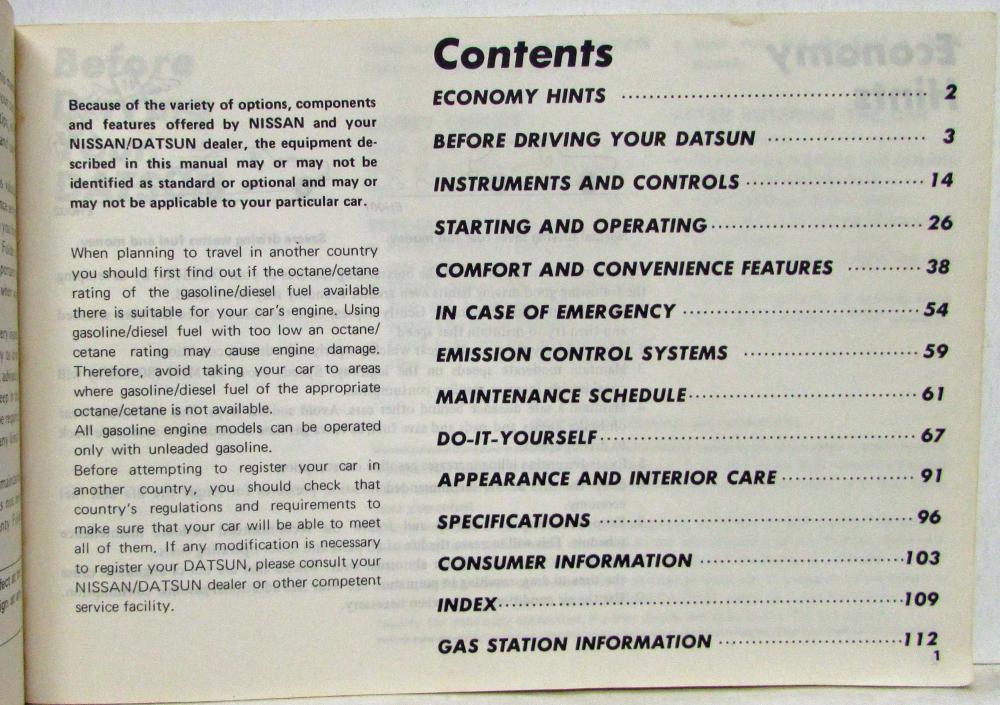 Because of the variety of options, components
and features offered by NISSAN and your
NISSAN/DATSUN dealer, the equipment de-
scribed in this manual may or may not be
identified as standard or optional and may or
may not be applicable to your particular car.
When planning to travel in another country
you should first find out if the octane/cetane
rating of the gasoline/diesel fuel available
there is suitable for your car's engine. Using
gasoline/diesel fuel with too low an octane/
cetane rating may cause engine damage.
Therefore, avoid taking your car to areas
where gasoline/diesel fuel of the appropriate
octane/cetane is not available.
All gasoline engine models can be operated
only with unleaded gasoline.
Before attempting to register your car in
another country, you should check that
country's regulations and requirements to
make sure that your car will be able to meet
all of them. If any modification is necessary
to register your DATSUN, please consult your
NISSAN/DATSUN dealer or other competent
service facility.
Contents
ECONOMY HINTS 2
BEFORE DRIVING YOUR DATSUN 3
INSTRUMENTS AND CONTROLS 14
STARTING AND OPERATING 26
COMFORT AND CONVENIENCE FEATURES 38
IN CASE OF EMERGENCY 54
EMISSION CONTROL SYSTEMS 59
MAINTENANCE SCHEDULE 61
DO-IT-YOURSELF 67
APPEARANCE AND INTERIOR CARE 91
SPECIFICATIONS 96
CONSUMER INFORMATION 103
INDEX 109
GAS STATION INFORMATION 112
1